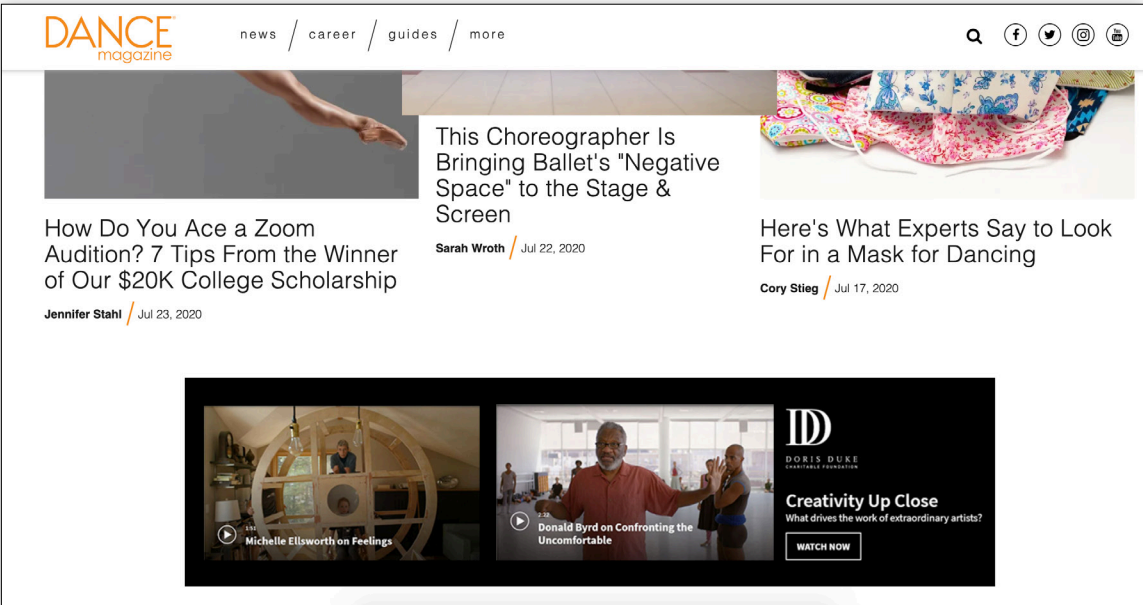 DANCE
magazine
news / career / guides / more
How Do You Ace a Zoom
Audition? 7 Tips From the Winner
of Our $20K College Scholarship
Jennifer Stahl / Jul 23, 2020
This Choreographer Is
Bringing Ballet's "Negative
Space" to the Stage &
Screen
Sarah Wroth / Jul 22, 2020
Here's What Experts Say to Look
For in a Mask for Dancing
Cory Stieg / Jul 17, 2020
1:51
Michelle Ellsworth on Feelings
2:22
Donald Byrd on Confronting the
Uncomfortable
DORIS DUKE
CHARITABLE FOUNDATION
Creativity Up Close
What drives the work of extraordinary artists?
WATCH NOW